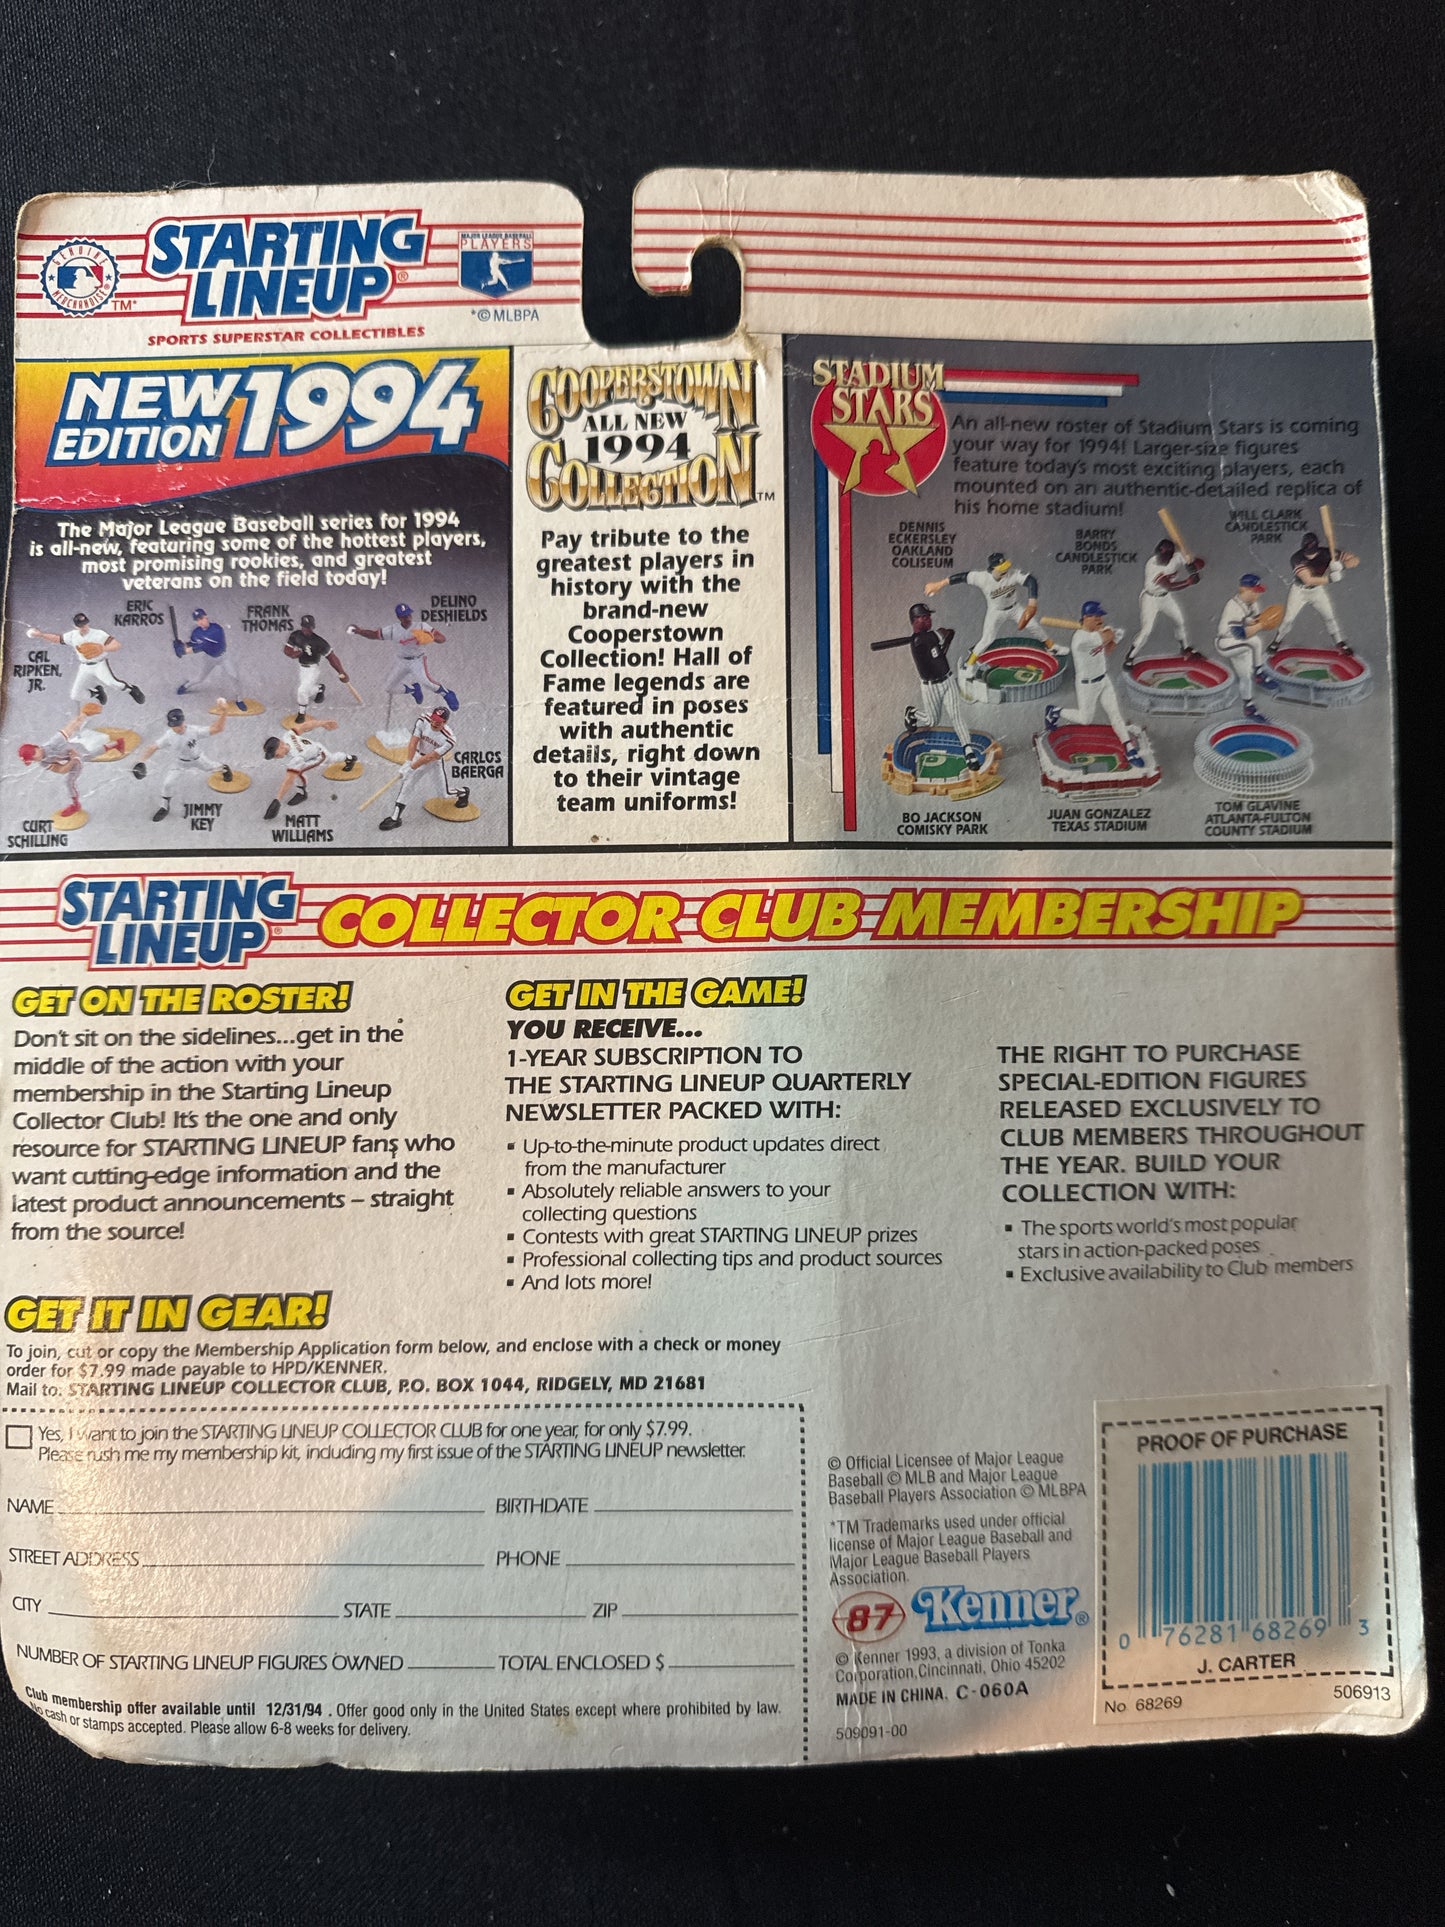 STARTING
LINEUP®
SPORTS SUPERSTAR COLLECTIBLES
GENUINE
MERCHANDISE®
TM*
MAJOR LEAGUE BASEBALL
PLAYERS
*© MLBPA
NEW
EDITION
1994
The Major League Baseball series for 1994
is all-new, featuring some of the hottest players,
most promising rookies, and greatest
veterans on the field today!
CAL
RIPKEN,
JR.
ERIC
KARROS
FRANK
THOMAS
DELINO
DESHIELDS
CURT
SCHILLING
JIMMY
KEY
MATT
WILLIAMS
CARLOS
BAERGA
COOPERSTOWN
ALL NEW
1994
COLLECTION™
Pay tribute to the
greatest players in
history with the
brand-new
Cooperstown
Collection! Hall of
Fame legends are
featured in poses
with authentic
details, right down
to their vintage
team uniforms!
STADIUM
STARS
An all-new roster of Stadium Stars is coming
your way for 1994! Larger-size figures
feature today's most exciting players, each
mounted on an authentic-detailed replica of
his home stadium!
DENNIS
ECKERSLEY
OAKLAND
COLISEUM
BARRY
BONDS
CANDLESTICK
PARK
WILL CLARK
CANDLESTICK
PARK
BO JACKSON
COMISKY PARK
JUAN GONZALEZ
TEXAS STADIUM
TOM GLAVINE
ATLANTA-FULTON
COUNTY STADIUM
STARTING
LINEUP®
COLLECTOR CLUB MEMBERSHIP
GET ON THE ROSTER!
Don't sit on the sidelines...get in the
middle of the action with your
membership in the Starting Lineup
Collector Club! It's the one and only
resource for STARTING LINEUP fans who
want cutting-edge information and the
latest product announcements – straight
from the source!
GET IN THE GAME!
YOU RECEIVE...
1-YEAR SUBSCRIPTION TO
THE STARTING LINEUP QUARTERLY
NEWSLETTER PACKED WITH:
▪ Up-to-the-minute product updates direct
from the manufacturer
▪ Absolutely reliable answers to your
collecting questions
▪ Contests with great STARTING LINEUP prizes
▪ Professional collecting tips and product sources
▪ And lots more!
THE RIGHT TO PURCHASE
SPECIAL-EDITION FIGURES
RELEASED EXCLUSIVELY TO
CLUB MEMBERS THROUGHOUT
THE YEAR. BUILD YOUR
COLLECTION WITH:
▪ The sports world's most popular
stars in action-packed poses
▪ Exclusive availability to Club members
GET IT IN GEAR!
To join, cut or copy the Membership Application form below, and enclose with a check or money
order for $7.99 made payable to HPD/KENNER.
Mail to: STARTING LINEUP COLLECTOR CLUB, P.O. BOX 1044, RIDGELY, MD 21681
Yes, I want to join the STARTING LINEUP COLLECTOR CLUB for one year, for only $7.99.
Please rush me my membership kit, including my first issue of the STARTING LINEUP newsletter.
NAME BIRTHDATE
STREET ADDRESS PHONE
CITY STATE ZIP
NUMBER OF STARTING LINEUP FIGURES OWNED TOTAL ENCLOSED $
Club membership offer available until 12/31/94 . Offer good only in the United States except where prohibited by law.
No cash or stamps accepted. Please allow 6-8 weeks for delivery.
© Official Licensee of Major League
Baseball © MLB and Major League
Baseball Players Association © MLBPA
*TM Trademarks used under official
license of Major League Baseball and
Major League Baseball Players
Association.
87 Kenner®
© Kenner 1993, a division of Tonka
Corporation, Cincinnati, Ohio 45202
MADE IN CHINA. C-060A
509091-00
PROOF OF PURCHASE
0 76281 68269 3
J. CARTER
No 68269
506913